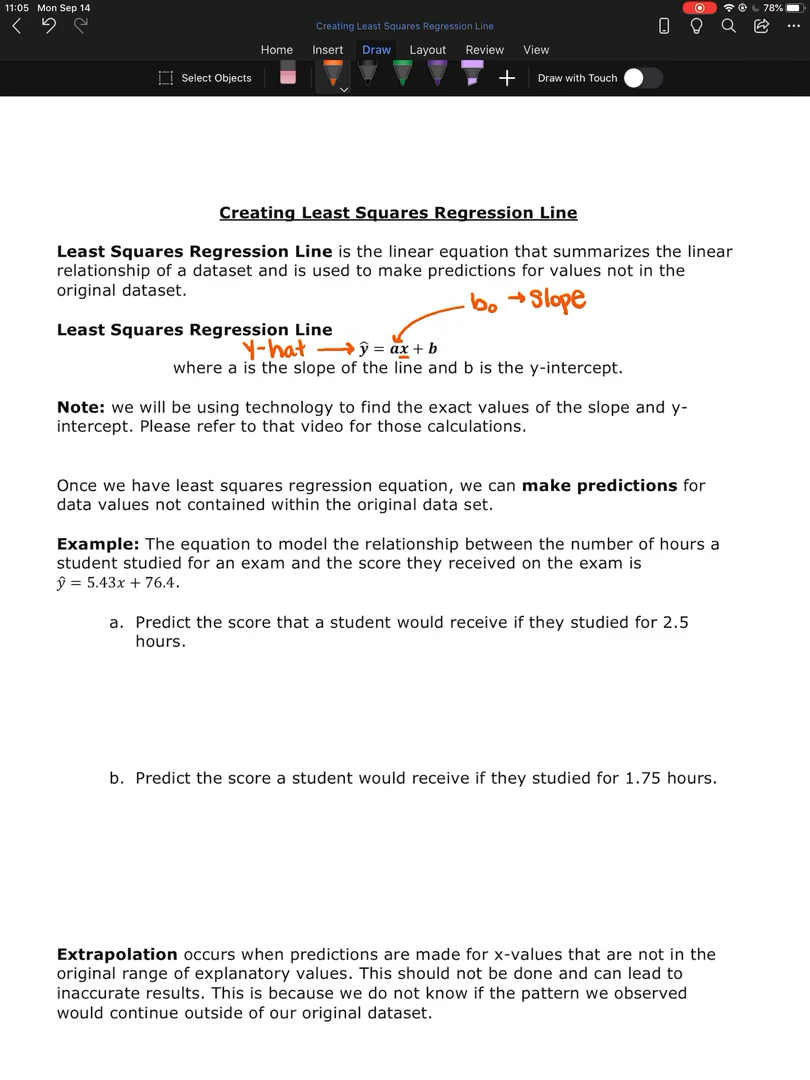 11:05 Mon Sep 14
78%
Creating Least Squares Regression Line
Home Insert Draw Layout Review View
Select Objects
Draw with Touch
Creating Least Squares Regression Line
Least Squares Regression Line is the linear equation that summarizes the linear
relationship of a dataset and is used to make predictions for values not in the
original dataset.
b₀ → slope
Least Squares Regression Line
y-hat → ŷ = ax + b
where a is the slope of the line and b is the y-intercept.
Note: we will be using technology to find the exact values of the slope and y-
intercept. Please refer to that video for those calculations.
Once we have least squares regression equation, we can make predictions for
data values not contained within the original data set.
Example: The equation to model the relationship between the number of hours a
student studied for an exam and the score they received on the exam is
ŷ = 5.43x + 76.4.
a. Predict the score that a student would receive if they studied for 2.5
hours.
b. Predict the score a student would receive if they studied for 1.75 hours.
Extrapolation occurs when predictions are made for x-values that are not in the
original range of explanatory values. This should not be done and can lead to
inaccurate results. This is because we do not know if the pattern we observed
would continue outside of our original dataset.